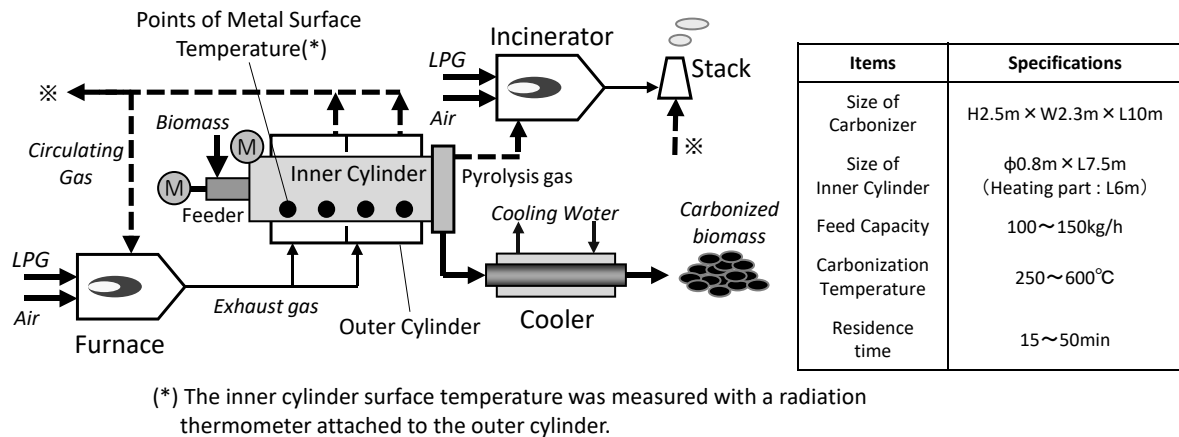 Points of Metal Surface
Temperature(*)
Incinerator
LPG
Air
Stack
※
※
Biomass
Circulating
Gas
M
M
Inner Cylinder
Feeder
Pyrolysis gas
Cooling Woter
Carbonized
biomass
LPG
Air
Exhaust gas
Furnace
Outer Cylinder
Cooler
Items Specifications
Size of
Carbonizer
H2.5m × W2.3m × L10m
Size of
Inner Cylinder
φ0.8m × L7.5m
（Heating part : L6m）
Feed Capacity 100～150kg/h
Carbonization
Temperature
250～600℃
Residence
time
15～50min
(*) The inner cylinder surface temperature was measured with a radiation
thermometer attached to the outer cylinder.